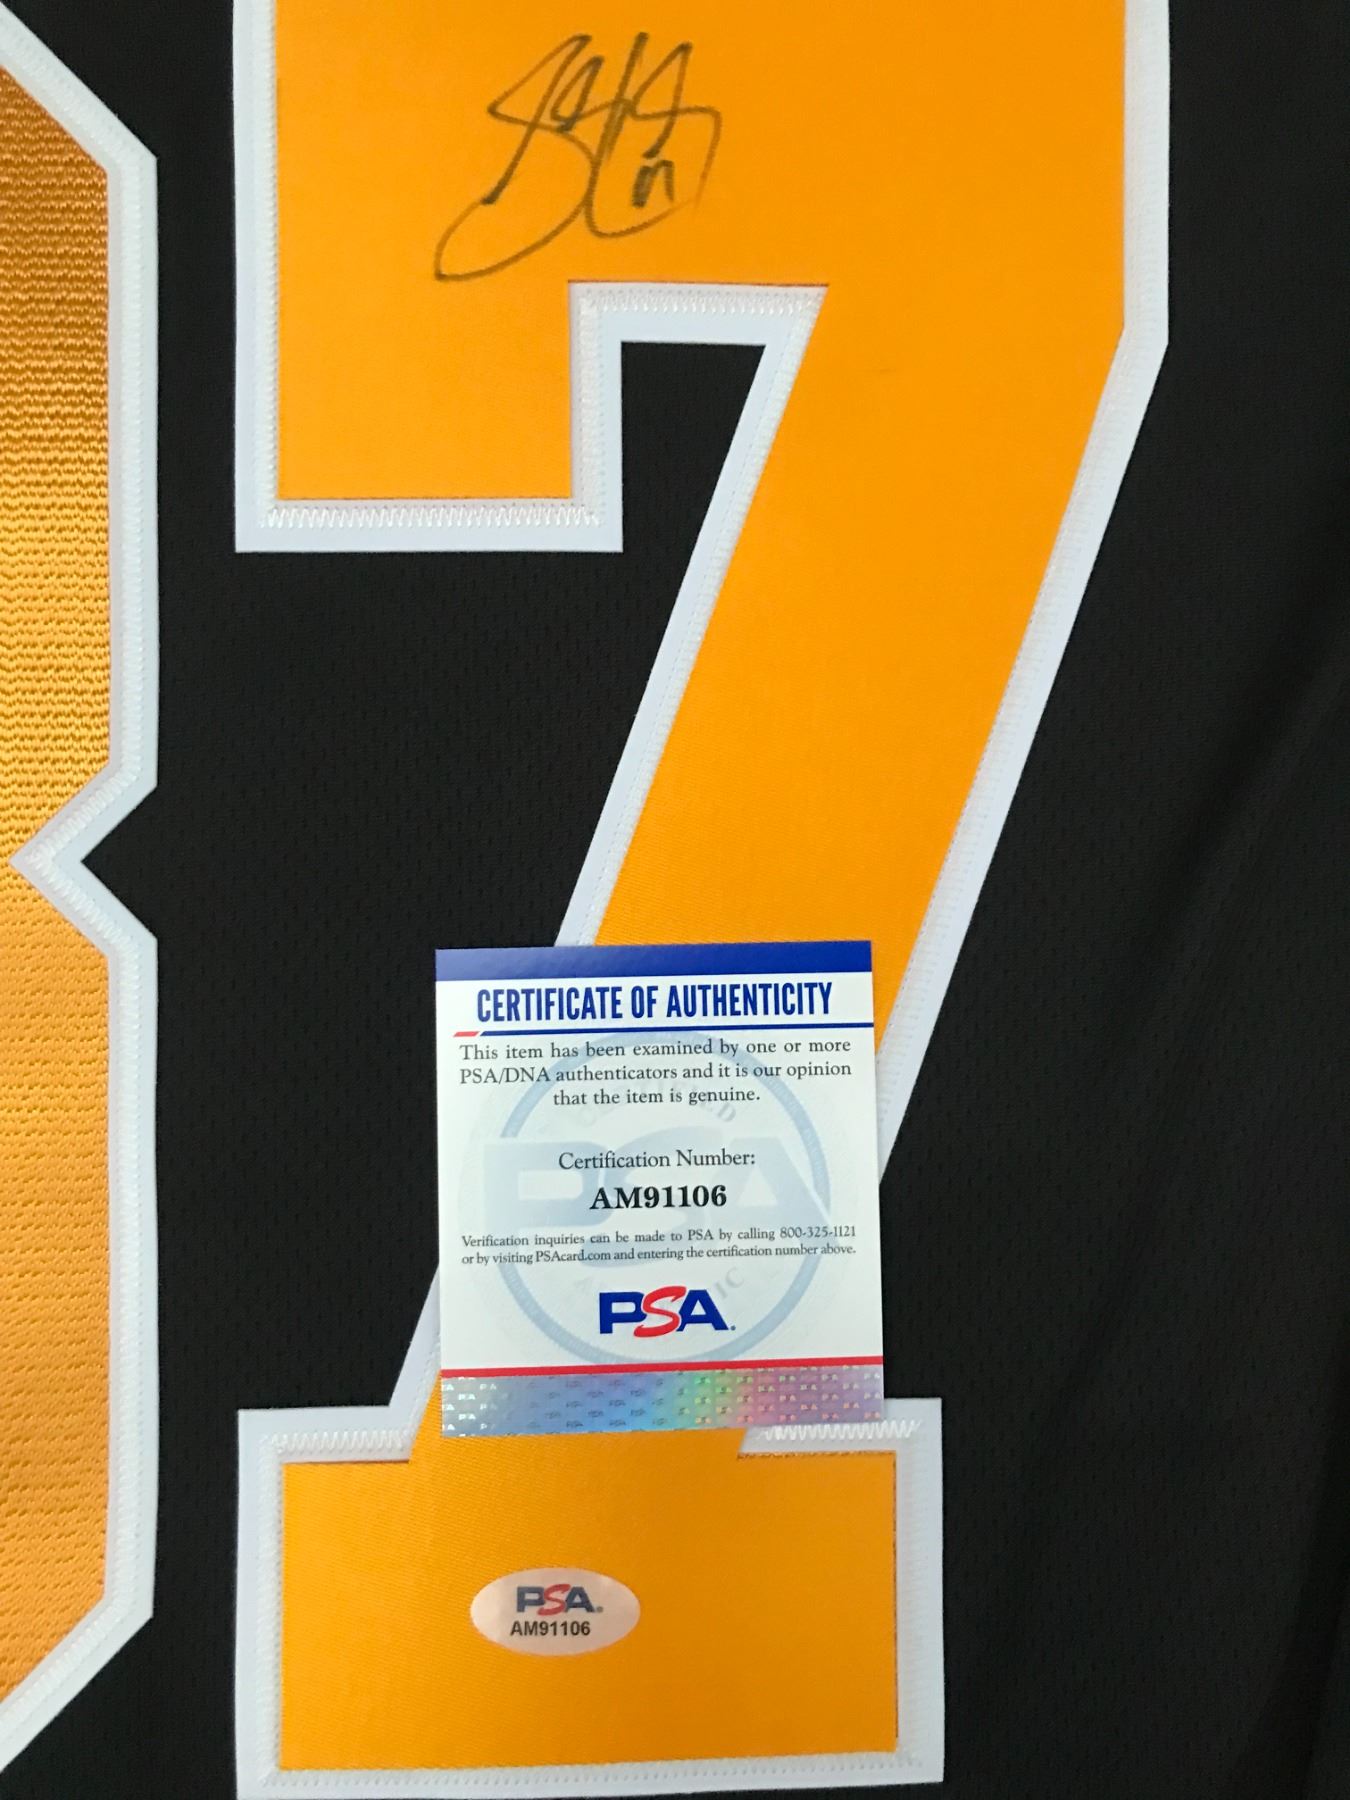 87
CERTIFICATE OF AUTHENTICITY
This item has been examined by one or more
PSA/DNA authenticators and it is our opinion
that the item is genuine.
Certification Number:
AM91106
Verification inquiries can be made to PSA by calling 800-325-1121
or by visiting PSAcard.com and entering the certification number above.
PSA.
PSA.
AM91106